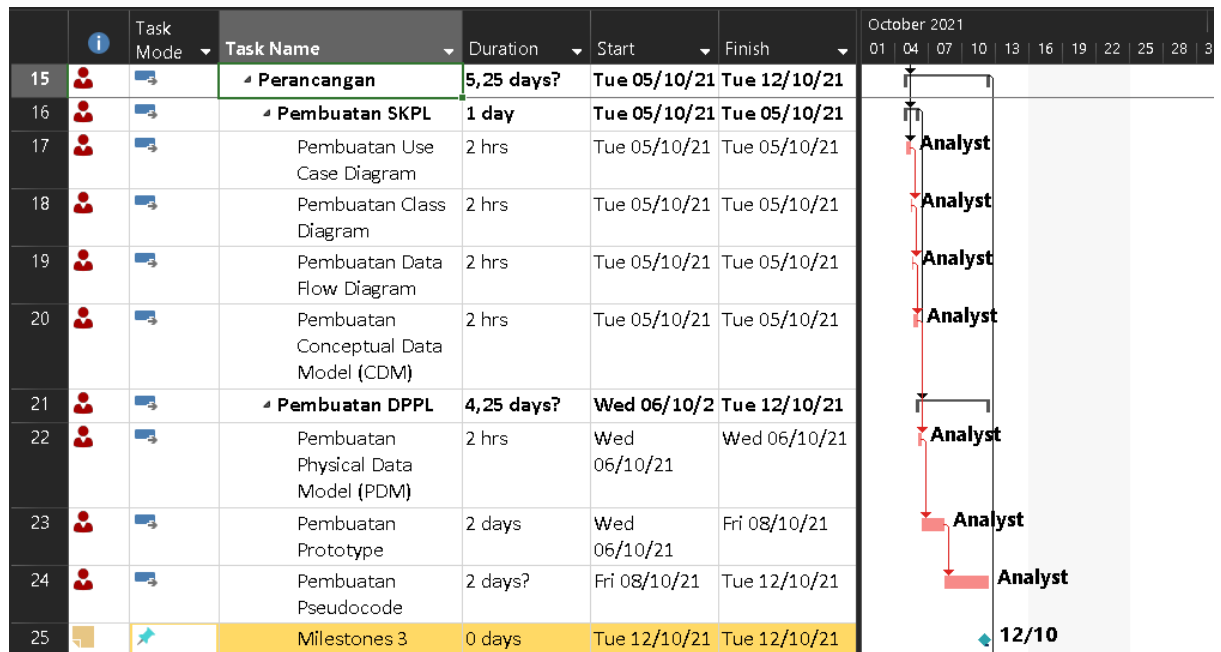 Task
Mode Task Name Duration Start Finish
October 2021
01 04 07 10 13 16 19 22 25 28 3
15 Perancangan 5,25 days? Tue 05/10/21 Tue 12/10/21
16 Pembuatan SKPL 1 day Tue 05/10/21 Tue 05/10/21
17 Pembuatan Use 2 hrs Tue 05/10/21 Tue 05/10/21 Analyst
Case Diagram
18 Pembuatan Class 2 hrs Tue 05/10/21 Tue 05/10/21 Analyst
Diagram
19 Pembuatan Data 2 hrs Tue 05/10/21 Tue 05/10/21 Analyst
Flow Diagram
20 Pembuatan 2 hrs Tue 05/10/21 Tue 05/10/21 Analyst
Conceptual Data
Model (CDM)
21 Pembuatan DPPL 4,25 days? Wed 06/10/2 Tue 12/10/21
22 Pembuatan 2 hrs Wed Wed 06/10/21 Analyst
Physical Data 06/10/21
Model (PDM)
23 Pembuatan 2 days Wed Fri 08/10/21 Analyst
Prototype 06/10/21
24 Pembuatan 2 days? Fri 08/10/21 Tue 12/10/21 Analyst
Pseudocode
25 Milestones 3 0 days Tue 12/10/21 Tue 12/10/21 12/10